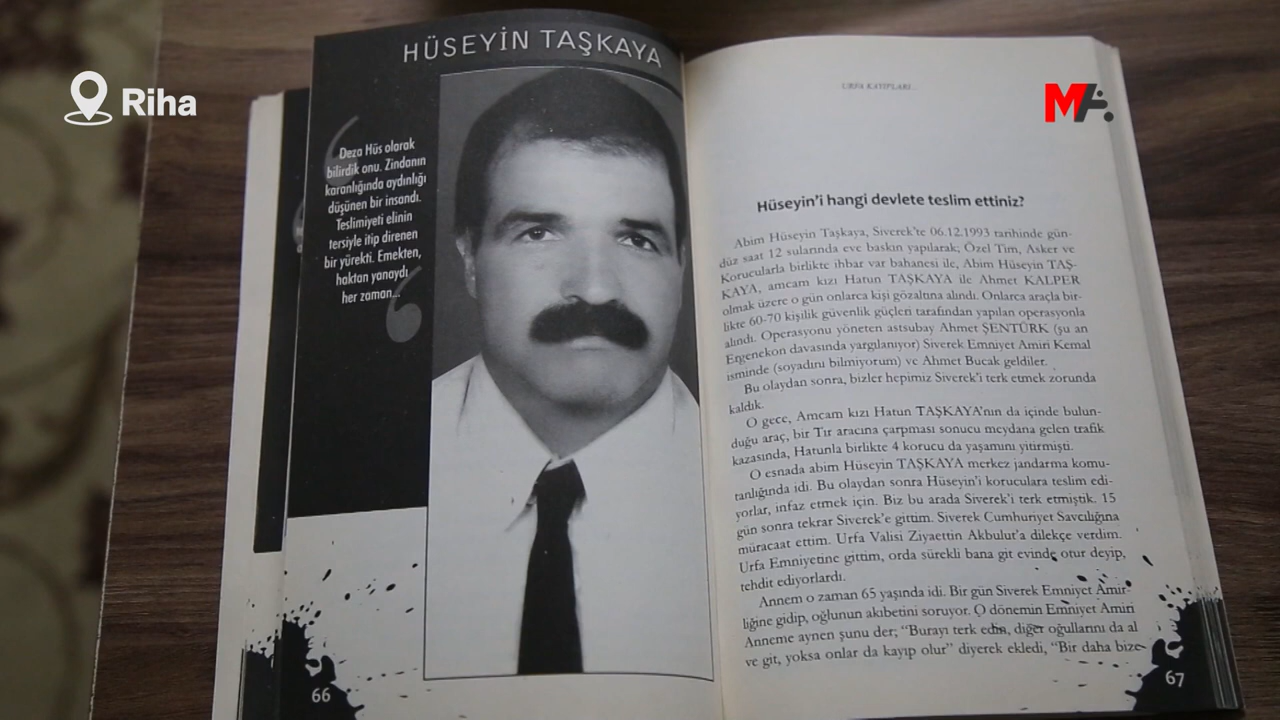 Riha
MA
HÜSEYİN TAŞKAYA
Deza Hüs olarak
bilirdik onu. Zindanın
karanlığında aydınlığı
düşünen bir insandı.
Teslimiyeti elinin
tersiyle itip direnen
bir yürekti. Emekten,
haktan yanaydı
her zaman...
66
URFA KAYIPLARI...
Hüseyin'i hangi devlete teslim ettiniz?
Abim Hüseyin Taşkaya, Siverek'te 06.12.1993 tarihinde gün-
düz saat 12 sularında eve baskın yapılarak; Özel Tim, Asker ve
Korucularla birlikte ihbar var bahanesi ile, Abim Hüseyin TAŞ-
KAYA, amcam kızı Hatun TAŞKAYA ile Ahmet KALPER
olmak üzere o gün onlarca kişi gözaltına alındı. Onlarca araçla bir-
likte 60-70 kişilik güvenlik güçleri tarafından yapılan operasyonla
alındı. Operasyonu yöneten astsubay Ahmet ŞENTÜRK (şu an
Ergenekon davasında yargılanıyor) Siverek Emniyet Amiri Kemal
isminde (soyadını bilmiyorum) ve Ahmet Bucak geldiler.
Bu olaydan sonra, bizler hepimiz Siverek'i terk etmek zorunda
kaldık.
O gece, Amcam kızı Hatun TAŞKAYA'nın da içinde bulun-
duğu araç, bir Tır aracına çarpması sonucu meydana gelen trafik
kazasında, Hatunla birlikte 4 korucu da yaşamını yitirmişti.
O esnada abim Hüseyin TAŞKAYA merkez jandarma komu-
tanlığında idi. Bu olaydan sonra Hüseyin'i koruculara teslim edi-
yorlar, infaz etmek için. Biz bu arada Siverek'i terk etmiştik. 15
gün sonra tekrar Siverek'e gittim. Siverek Cumhuriyet Savcılığına
müracaat ettim. Urfa Valisi Ziyaettin Akbulut'a dilekçe verdim.
Urfa Emniyetine gittim, orda sürekli bana git evinde otur deyip,
tehdit ediyorlardı.
Annem o zaman 65 yaşında idi. Bir gün Siverek Emniyet Amir-
liğine gidip, oğlunun akıbetini soruyor. O dönemin Emniyet Amiri
Anneme aynen şunu der; “Burayı terk edin, diğer oğullarını da al
ve git, yoksa onlar da kayıp olur” diyerek ekledi, “Bir daha bize
67